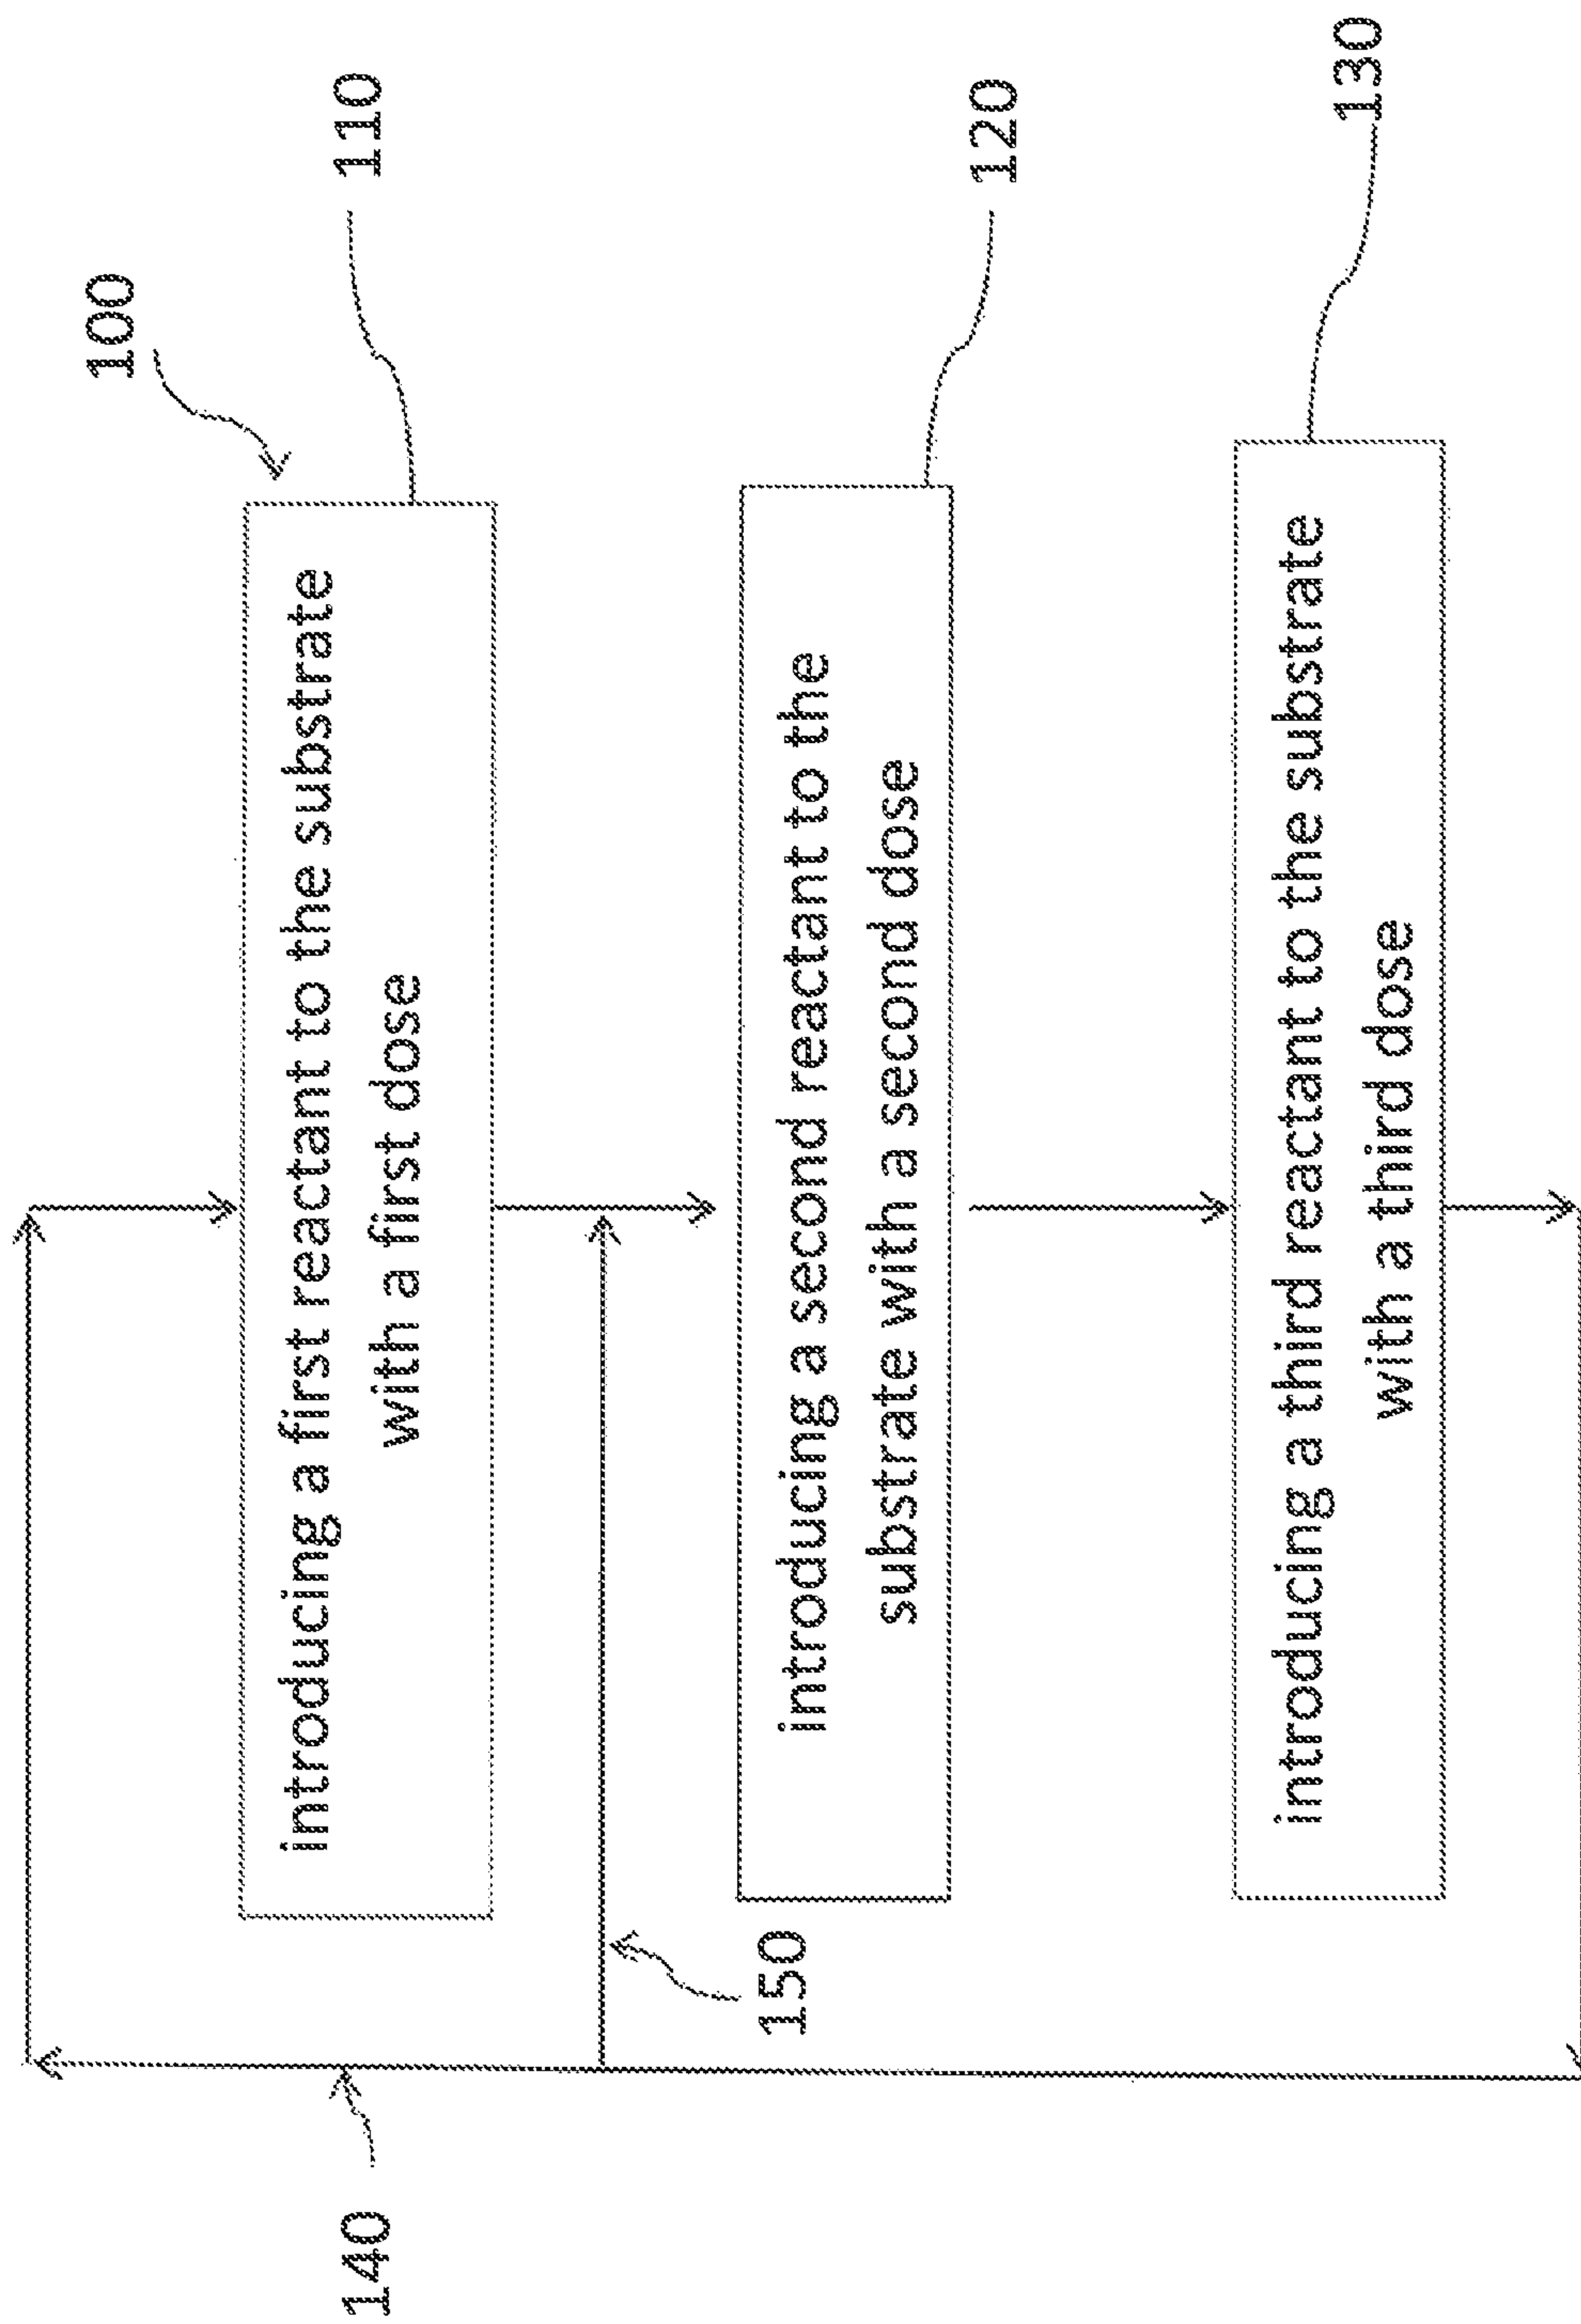 100
110
introducing a first reactant to the substrate
with a first dose
120
introducing a second reactant to the
substrate with a second dose
130
introducing a third reactant to the substrate
with a third dose
140
150